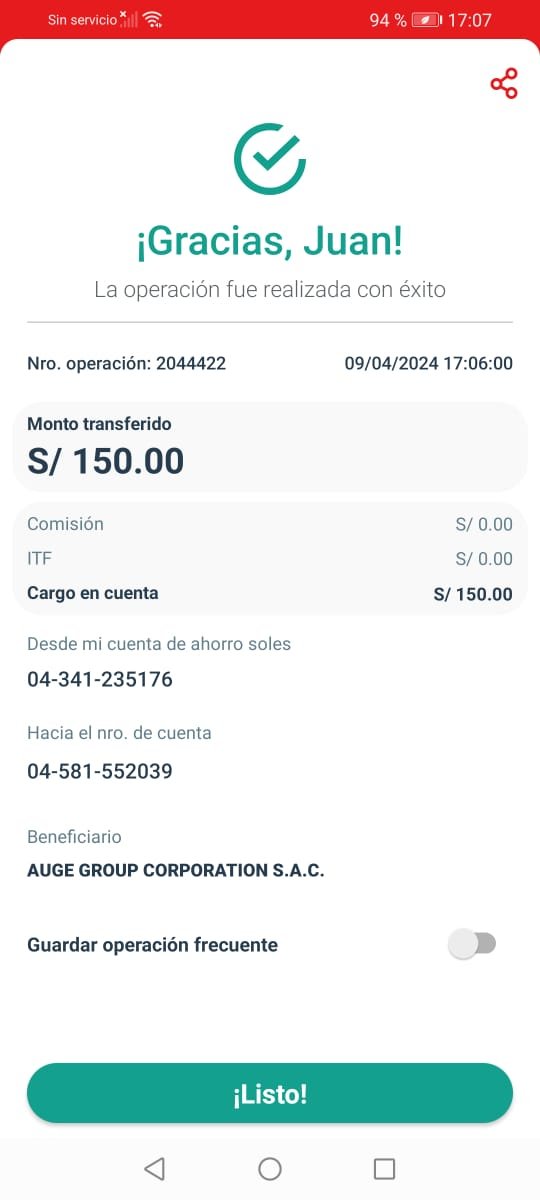 Sin servicio 94 % 17:07
¡Gracias, Juan!
La operación fue realizada con éxito
Nro. operación: 2044422 09/04/2024 17:06:00
Monto transferido
S/ 150.00
Comisión S/ 0.00
ITF S/ 0.00
Cargo en cuenta S/ 150.00
Desde mi cuenta de ahorro soles
04-341-235176
Hacia el nro. de cuenta
04-581-552039
Beneficiario
AUGE GROUP CORPORATION S.A.C.
Guardar operación frecuente
¡Listo!